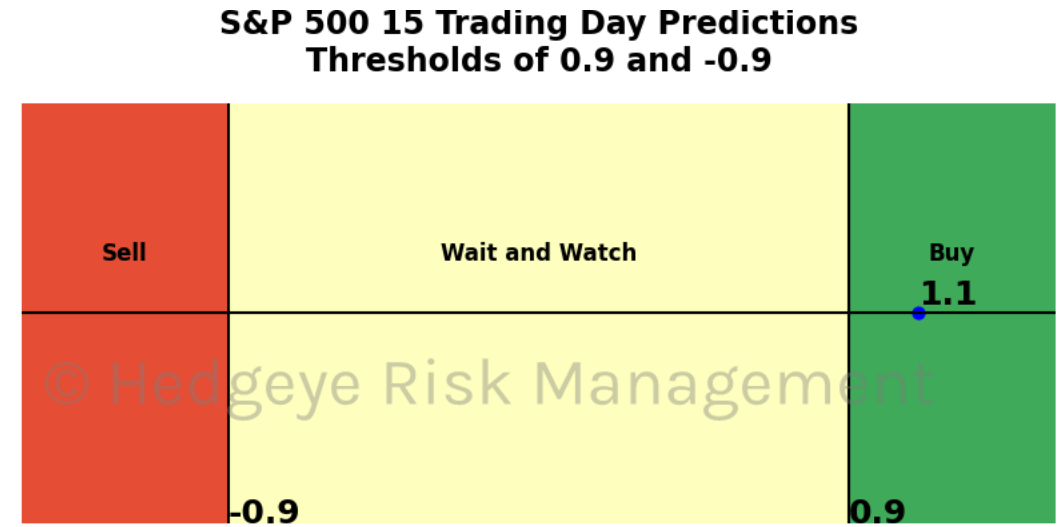 S&P 500 15 Trading Day Predictions
Thresholds of 0.9 and -0.9
Sell
Wait and Watch
Buy
1.1
© Hedgeye Risk Management
-0.9
0.9